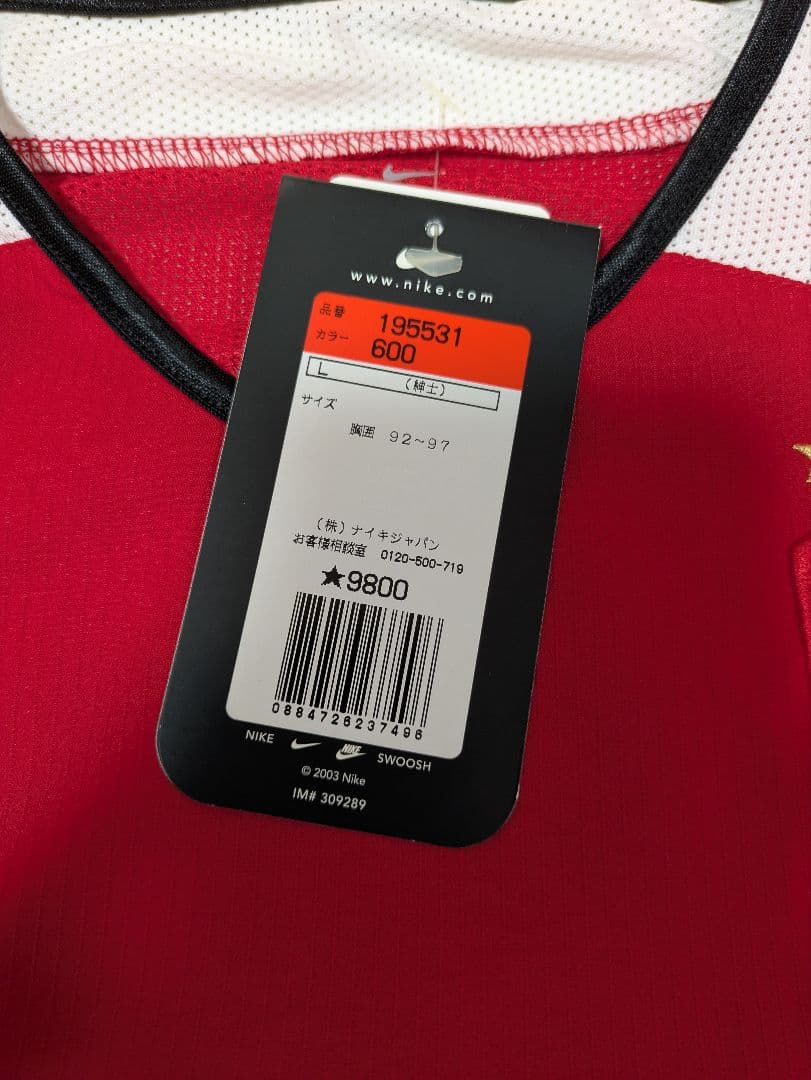 www.nike.com
品番 195531
カラー 600
L (紳士)
サイズ
胸囲 92~97
(株)ナイキジャパン
お客様相談室 0120-500-719
★9800
0884726237496
NIKE NIKE SWOOSH
© 2003 Nike
IM# 309289